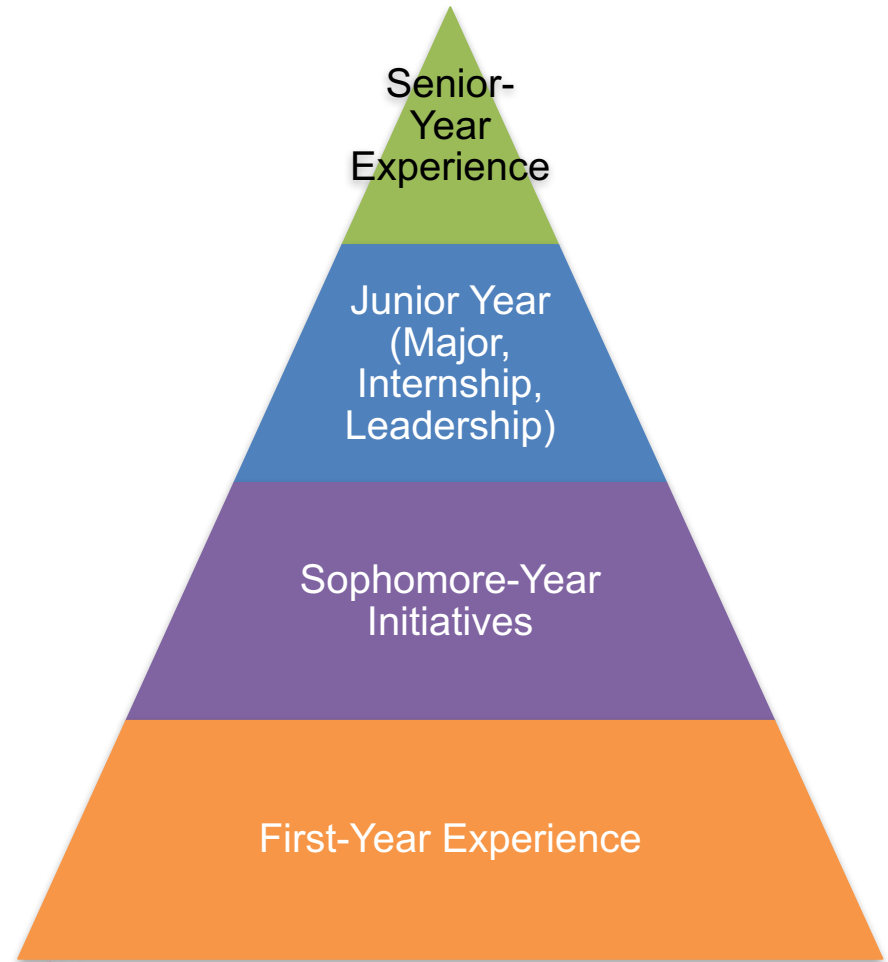 Senior-
Year
Experience
Junior Year
(Major,
Internship,
Leadership)
Sophomore-Year
Initiatives
First-Year Experience